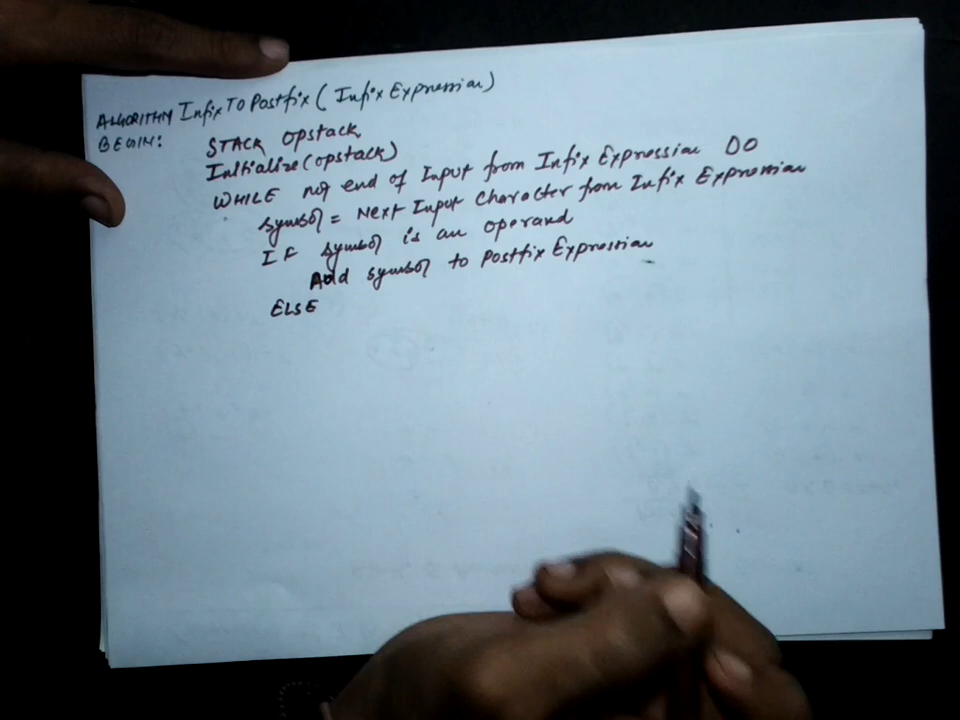 ALGORITHM Infix To Postfix ( Infix Expression )
BEGIN:
STACK opstack
Initialize (opstack)
WHILE not end of Input from Infix Expression DO
symbol = Next Input Character from Infix Expression
IF symbol is an operand
Add symbol to Postfix Expression
ELSE